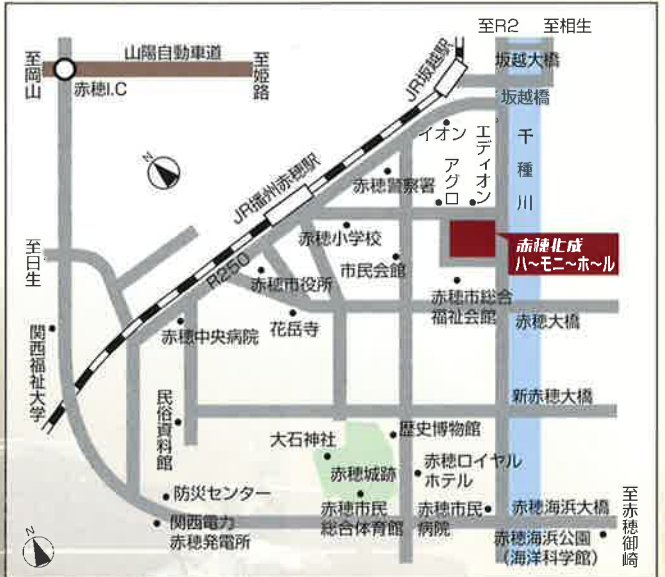 至R2
至相生
至岡山
山陽自動車道
至姫路
赤穂I.C
JR坂越駅
坂越大橋
坂越橋
イオン
アグロ
エディオン
千種川
N
赤穂警察署
JR播州赤穂駅
赤穂小学校
市民会館
赤穂化成
ハ〜モニ〜ホ〜ル
至日生
R250
赤穂市役所
赤穂市総合
福祉会館
花岳寺
赤穂中央病院
赤穂大橋
関西福祉大学
新赤穂大橋
民俗資料館
大石神社
歴史博物館
赤穂城跡
赤穂ロイヤル
ホテル
防災センター
赤穂市民
総合体育館
赤穂市民
病院
赤穂海浜大橋
至赤穂御崎
関西電力
赤穂発電所
赤穂海浜公園
（海洋科学館）
N